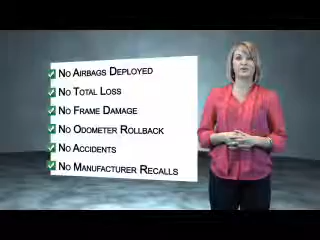 No Airbags Deployed
No Total Loss
No Frame Damage
No Odometer Rollback
No Accidents
No Manufacturer Recalls